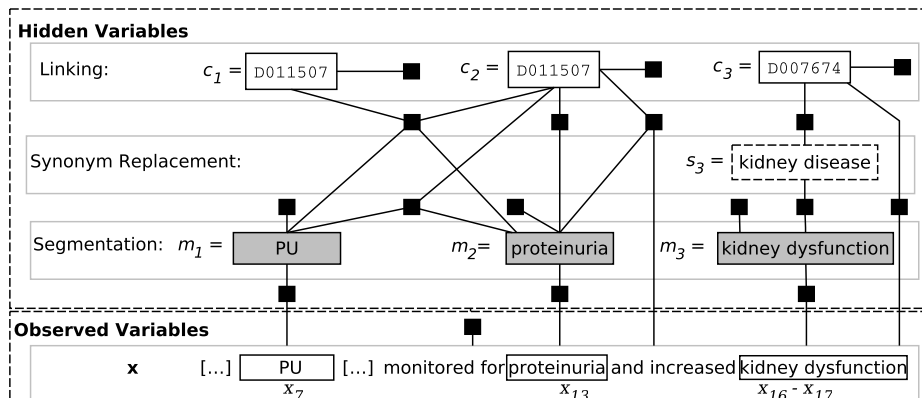 Hidden Variables
Linking: c1 = D011507 c2 = D011507 c3 = D007674
Synonym Replacement: s3 = kidney disease
Segmentation: m1 = PU m2= proteinuria m3 = kidney dysfunction
Observed Variables
x [...] PU [...] monitored for proteinuria and increased kidney dysfunction
x7 x13 x16 - x17